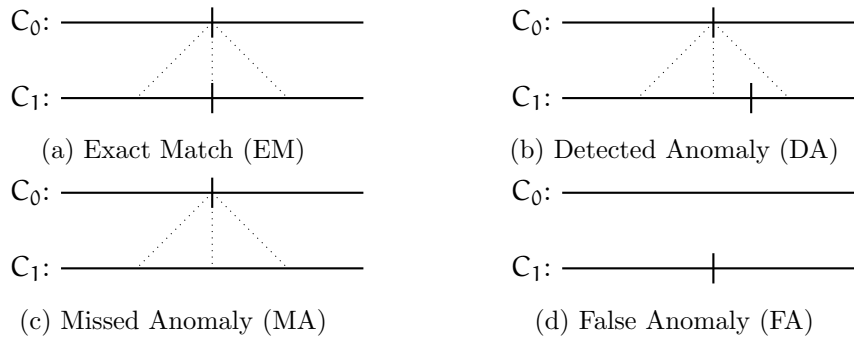 C₀:
C₁:
(a) Exact Match (EM)
C₀:
C₁:
(b) Detected Anomaly (DA)
C₀:
C₁:
(c) Missed Anomaly (MA)
C₀:
C₁:
(d) False Anomaly (FA)